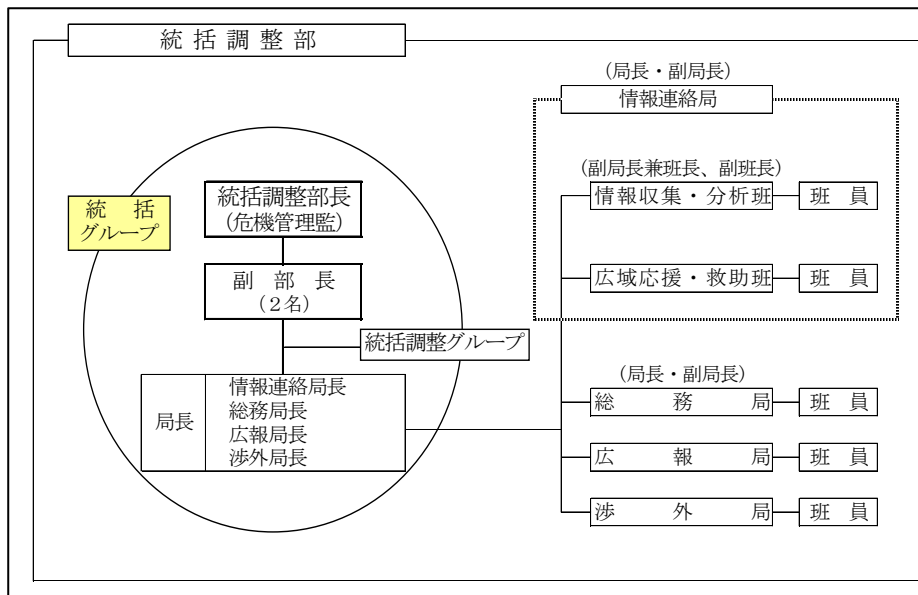 統括調整部
統括
グループ
統括調整部長
(危機管理監)
副部長
(2名)
統括調整グループ
局長
情報連絡局長
総務局長
広報局長
渉外局長
(局長・副局長)
情報連絡局
(副局長兼班長、副班長)
情報収集・分析班 班員
広域応援・救助班 班員
(局長・副局長)
総務局 班員
広報局 班員
渉外局 班員